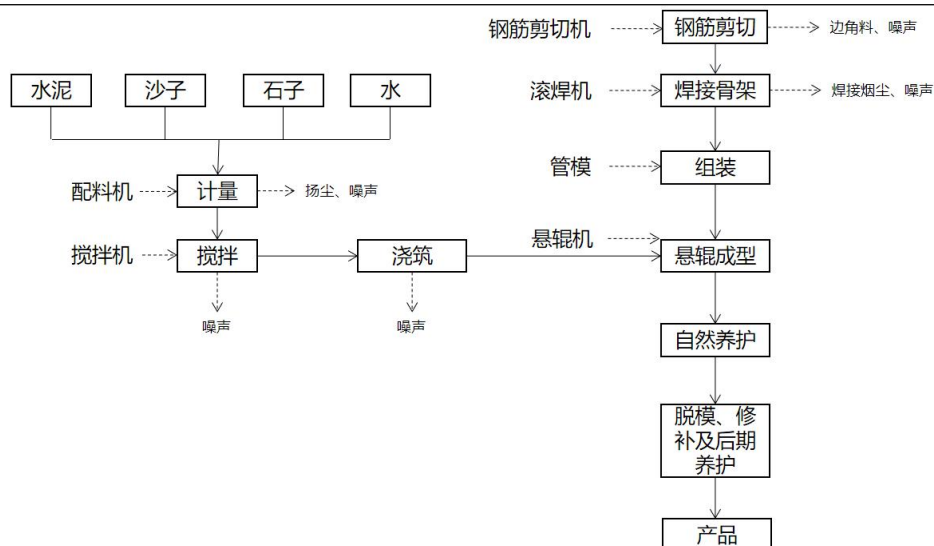 钢筋剪切机
钢筋剪切
边角料、噪声
水泥
沙子
石子
水
滚焊机
焊接骨架
焊接烟尘、噪声
管模
组装
配料机
计量
扬尘、噪声
悬辊机
搅拌机
搅拌
浇筑
悬辊成型
噪声
噪声
自然养护
脱模、修
补及后期
养护
产品